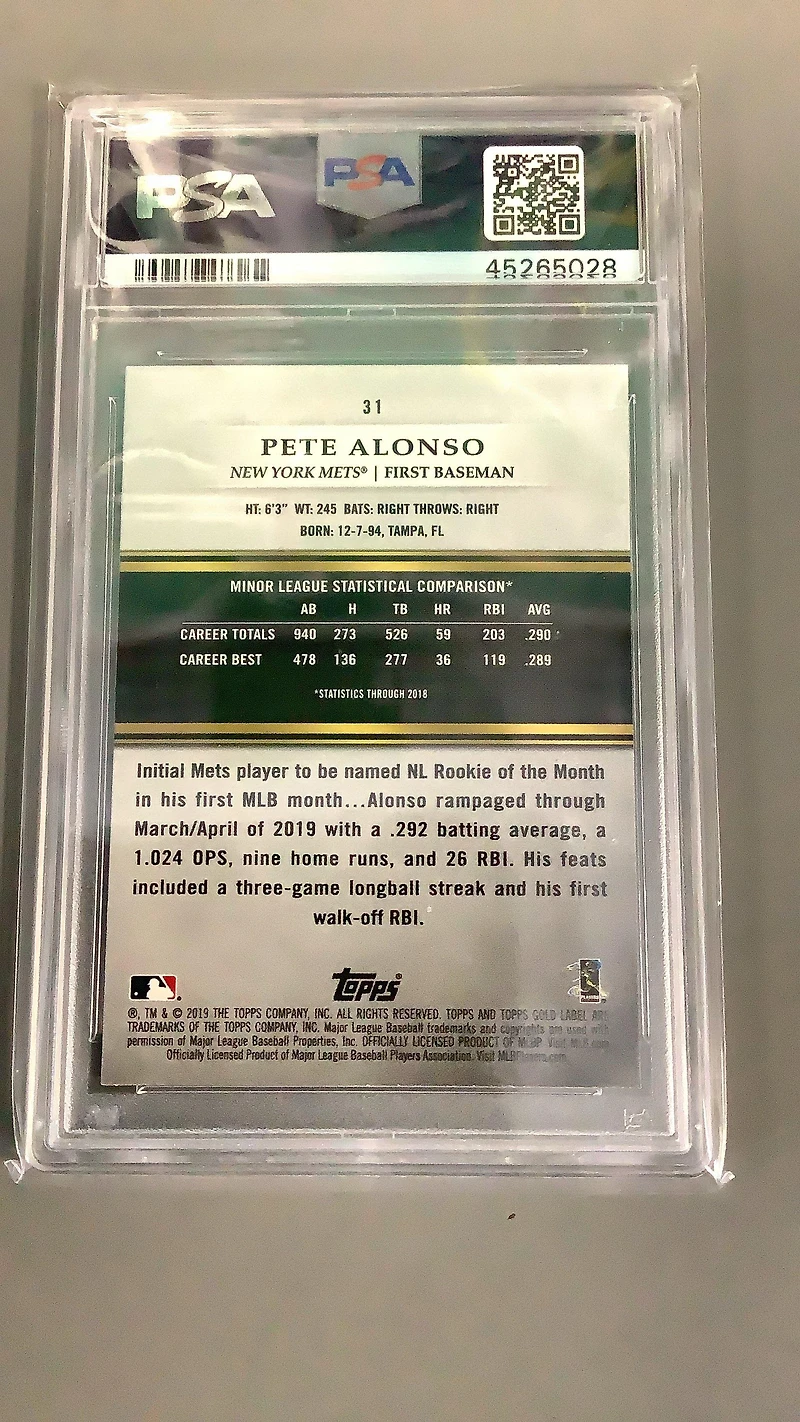 PSA
PSA
45265028
31
PETE ALONSO
NEW YORK METS® | FIRST BASEMAN
HT: 6'3" WT: 245 BATS: RIGHT THROWS: RIGHT
BORN: 12-7-94, TAMPA, FL
MINOR LEAGUE STATISTICAL COMPARISON*
AB H TB HR RBI AVG
CAREER TOTALS 940 273 526 59 203 .290
CAREER BEST 478 136 277 36 119 .289
*STATISTICS THROUGH 2018
Initial Mets player to be named NL Rookie of the Month
in his first MLB month...Alonso rampaged through
March/April of 2019 with a .292 batting average, a
1.024 OPS, nine home runs, and 26 RBI. His feats
included a three-game longball streak and his first
walk-off RBI.
topps®
®, TM & © 2019 THE TOPPS COMPANY, INC. ALL RIGHTS RESERVED. TOPPS AND TOPPS GOLD LABEL ARE
TRADEMARKS OF THE TOPPS COMPANY, INC. Major League Baseball trademarks and copyrights are used with
permission of Major League Baseball Properties, Inc. OFFICIALLY LICENSED PRODUCT OF MLBP Visit MLB.com
Officially Licensed Product of Major League Baseball Players Association. Visit MLBPlayers.com